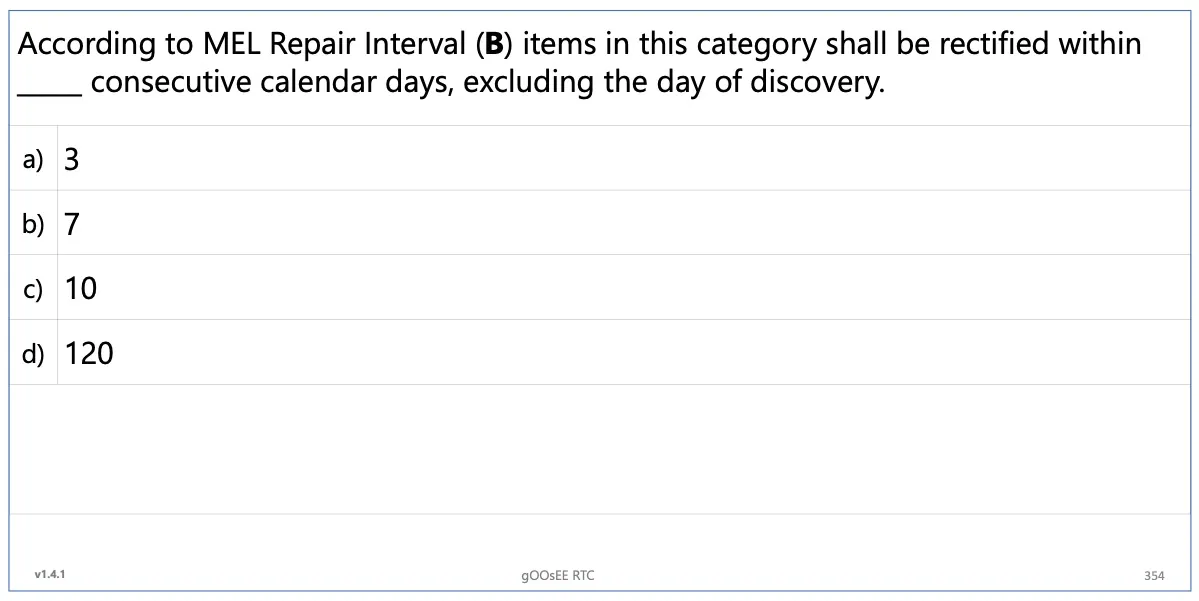 According to MEL Repair Interval (B) items in this category shall be rectified within
_____ consecutive calendar days, excluding the day of discovery.
a) 3
b) 7
c) 10
d) 120
v1.4.1 gOOsEE RTC 354